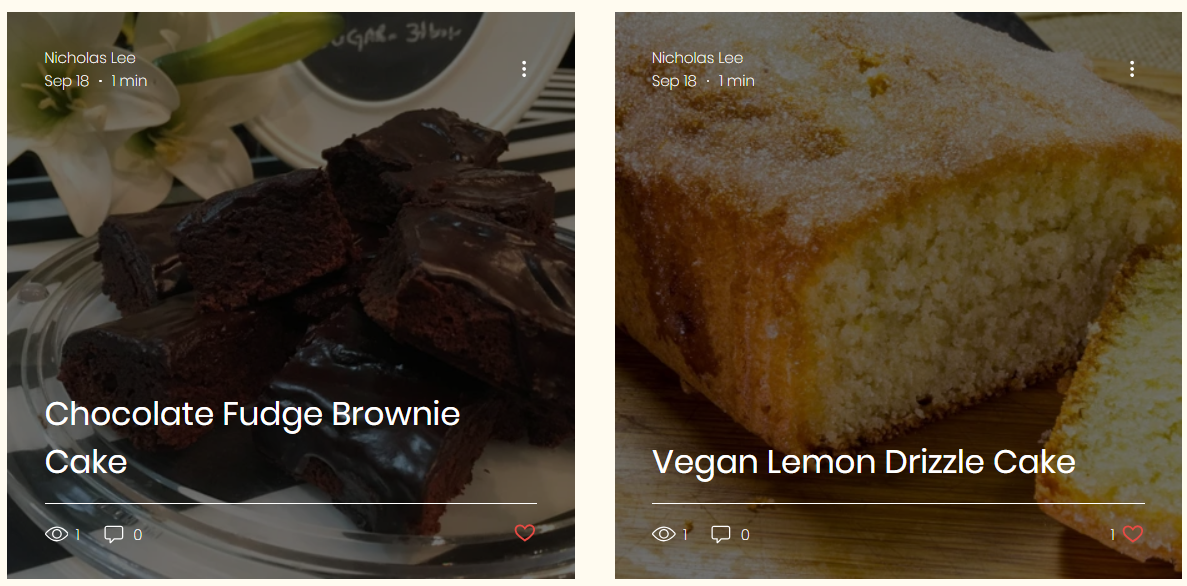 Nicholas Lee
Sep 18 · 1 min
Chocolate Fudge Brownie
Cake
1 0
Nicholas Lee
Sep 18 · 1 min
Vegan Lemon Drizzle Cake
1 0 1